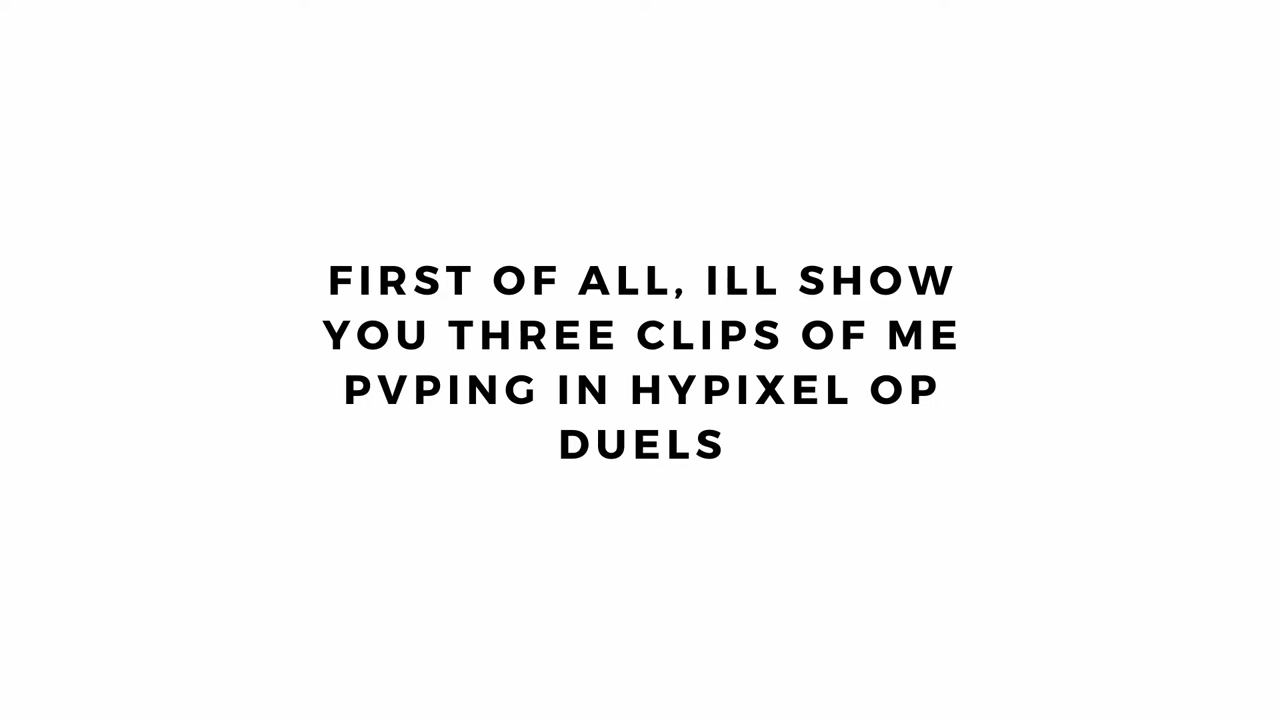 FIRST OF ALL, ILL SHOW
YOU THREE CLIPS OF ME
PVPING IN HYPIXEL OP
DUELS